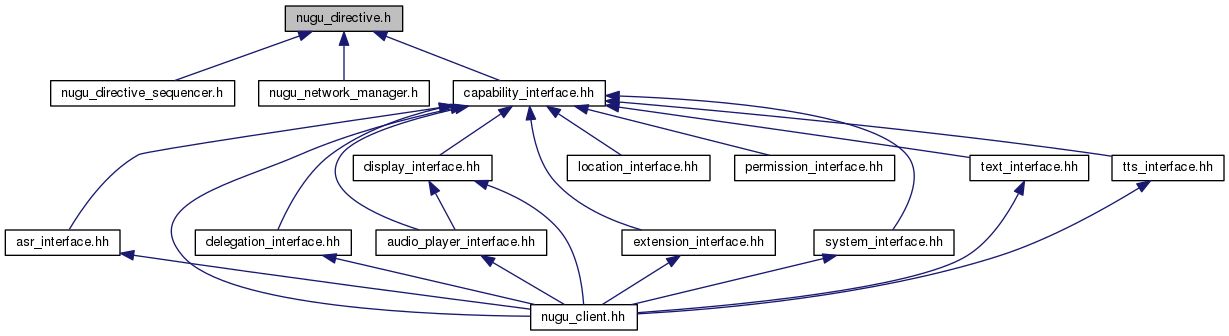 nugu_directive.h
nugu_directive_sequencer.h
nugu_network_manager.h
capability_interface.hh
display_interface.hh
location_interface.hh
permission_interface.hh
text_interface.hh
tts_interface.hh
asr_interface.hh
delegation_interface.hh
audio_player_interface.hh
extension_interface.hh
system_interface.hh
nugu_client.hh